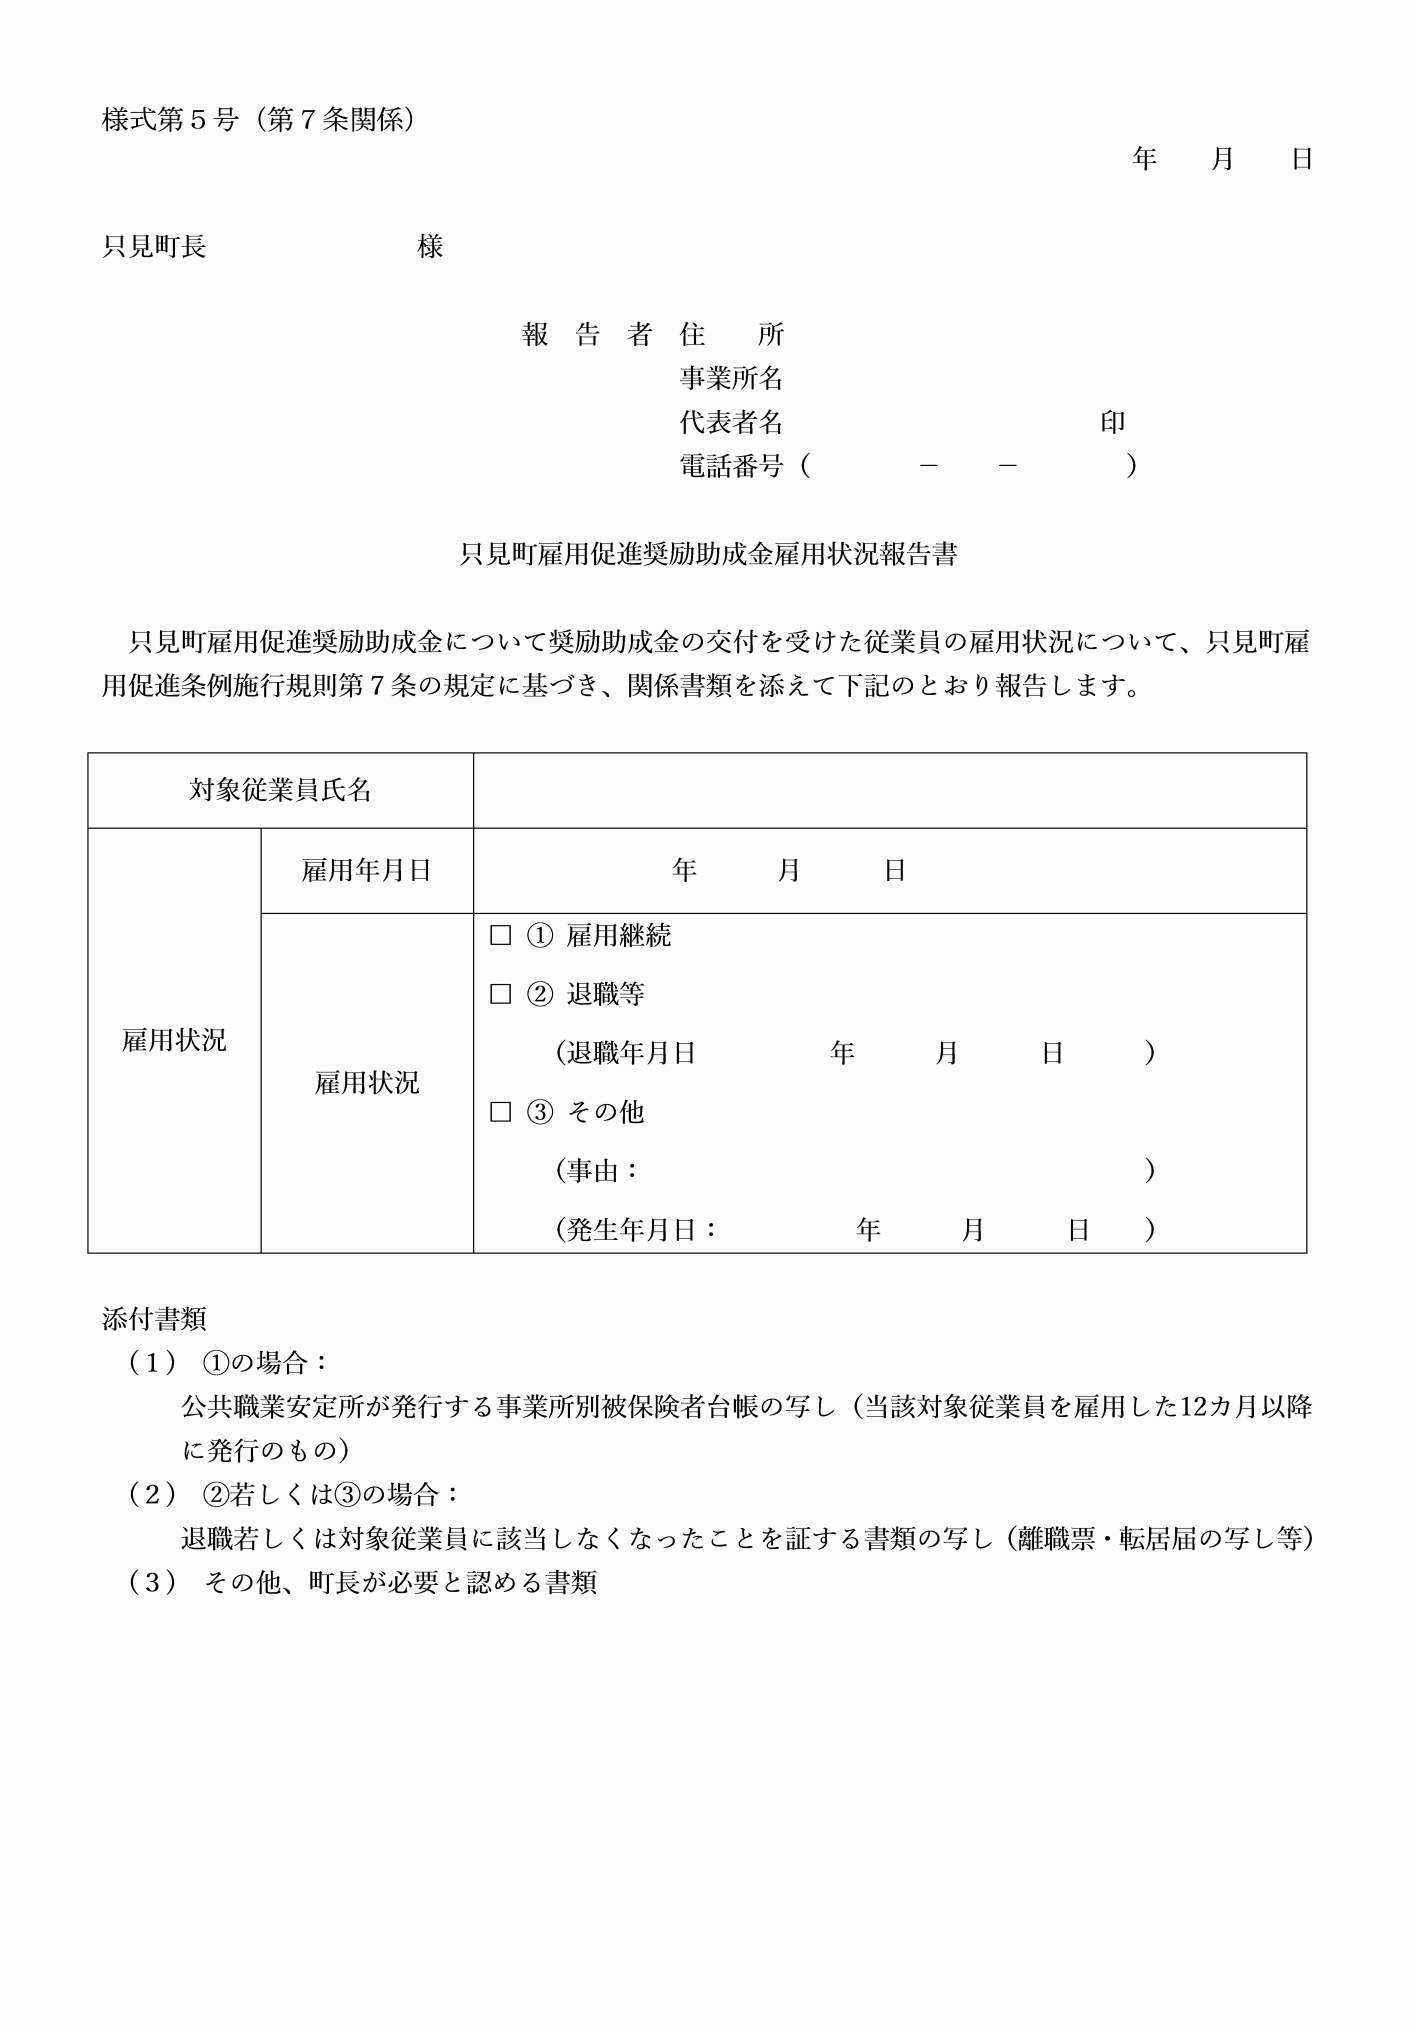 様式第５号（第７条関係）
年　　月　　日
只見町長　　　　　　　　様
報　告　者　住　　所
事業所名
代表者名　　　　　　　　　　　　印
電話番号（　　　　－　　－　　　　）
只見町雇用促進奨励助成金雇用状況報告書
　只見町雇用促進奨励助成金について奨励助成金の交付を受けた従業員の雇用状況について、只見町雇
用促進条例施行規則第７条の規定に基づき、関係書類を添えて下記のとおり報告します。
対象従業員氏名
雇用状況
雇用年月日　　　　年　　　月　　　日
雇用状況
□ ① 雇用継続
□ ② 退職等
（退職年月日　　　　　年　　　月　　　日　　　）
□ ③ その他
（事由：　　　　　　　　　　　　　　　　　　　）
（発生年月日：　　　　　年　　　月　　　日　　）
添付書類
（１）　①の場合：
公共職業安定所が発行する事業所別被保険者台帳の写し（当該対象従業員を雇用した12カ月以降
に発行のもの）
（２）　②若しくは③の場合：
退職若しくは対象従業員に該当しなくなったことを証する書類の写し（離職票・転居届の写し等）
（３）　その他、町長が必要と認める書類